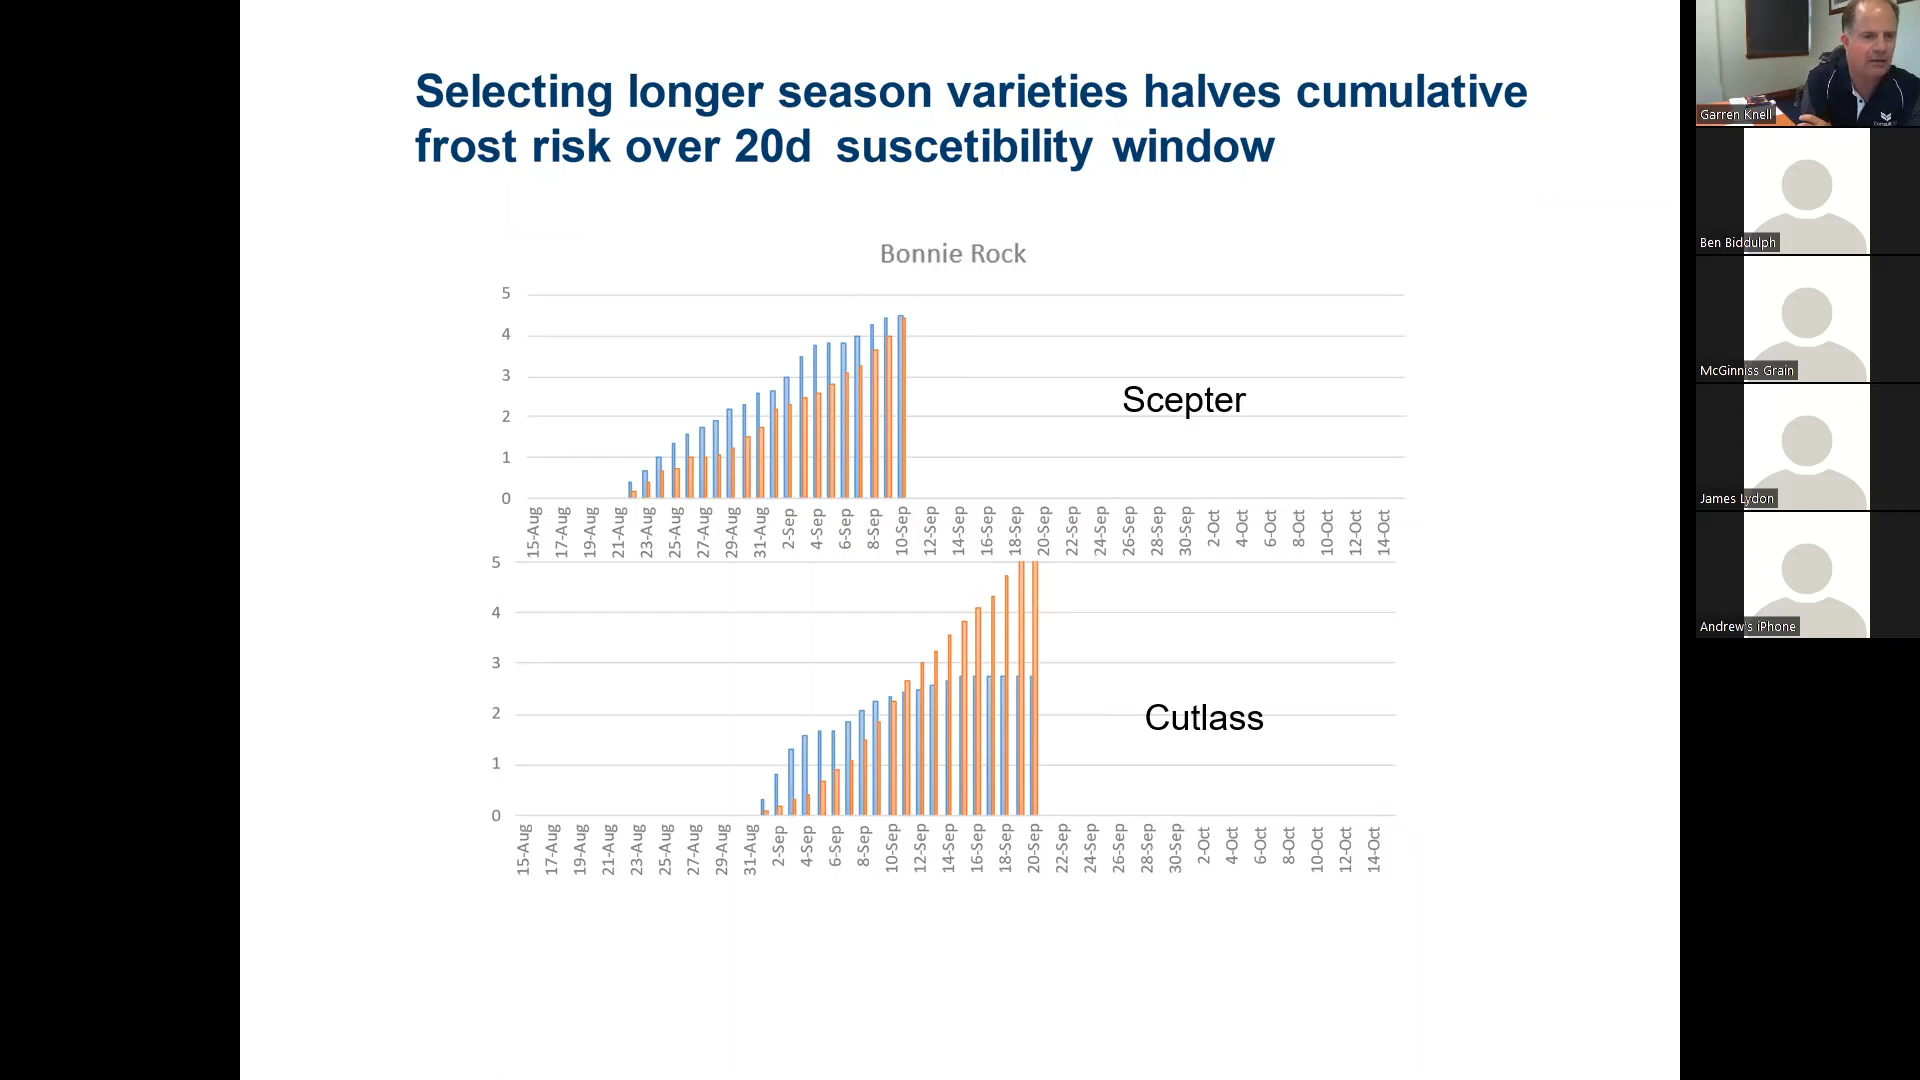 Selecting longer season varieties halves cumulative
frost risk over 20d suscetibility window
Bonnie Rock
5
4
3
2
1
0
Scepter
15-Aug 17-Aug 19-Aug 21-Aug 23-Aug 25-Aug 27-Aug 29-Aug 31-Aug 2-Sep 4-Sep 6-Sep 8-Sep 10-Sep 12-Sep 14-Sep 16-Sep 18-Sep 20-Sep 22-Sep 24-Sep 26-Sep 28-Sep 30-Sep 2-Oct 4-Oct 6-Oct 8-Oct 10-Oct 12-Oct 14-Oct
5
4
3
2
1
0
Cutlass
15-Aug 17-Aug 19-Aug 21-Aug 23-Aug 25-Aug 27-Aug 29-Aug 31-Aug 2-Sep 4-Sep 6-Sep 8-Sep 10-Sep 12-Sep 14-Sep 16-Sep 18-Sep 20-Sep 22-Sep 24-Sep 26-Sep 28-Sep 30-Sep 2-Oct 4-Oct 6-Oct 8-Oct 10-Oct 12-Oct 14-Oct
Garren Knell
Ben Biddulph
McGinniss Grain
James Lydon
Andrew's iPhone